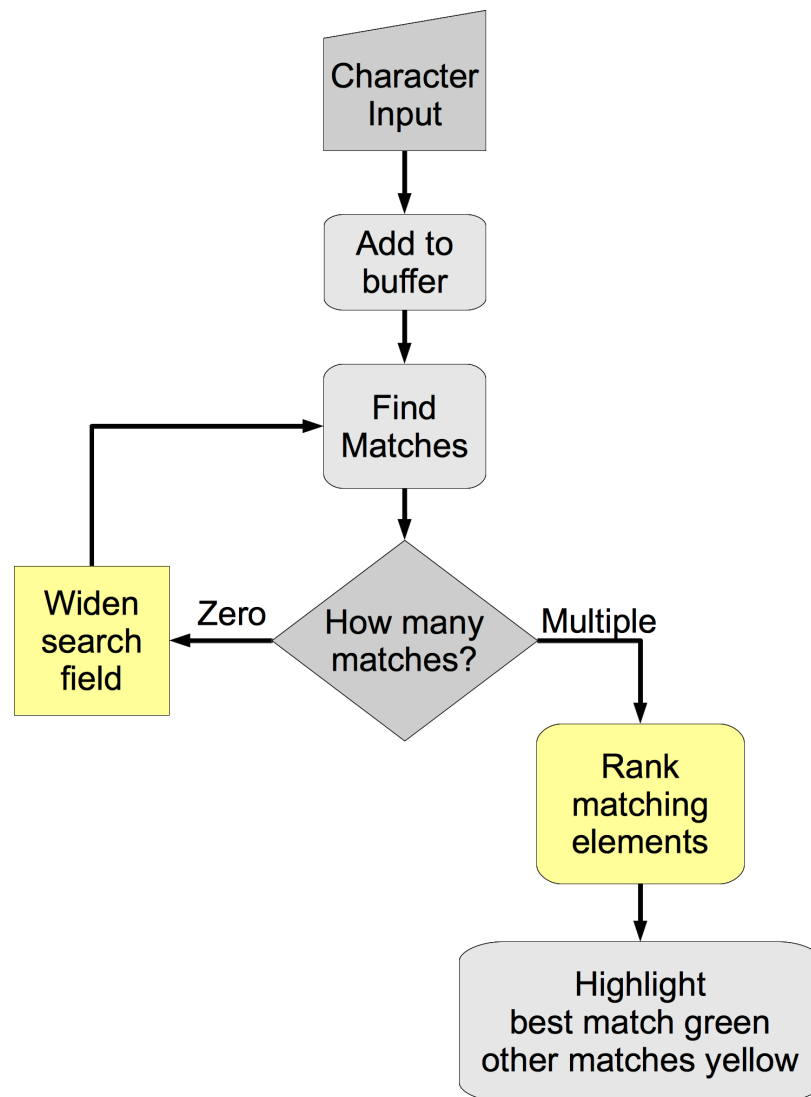 Character
Input
Add to
buffer
Find
Matches
Widen
search
field
Zero
How many
matches?
Multiple
Rank
matching
elements
Highlight
best match green
other matches yellow